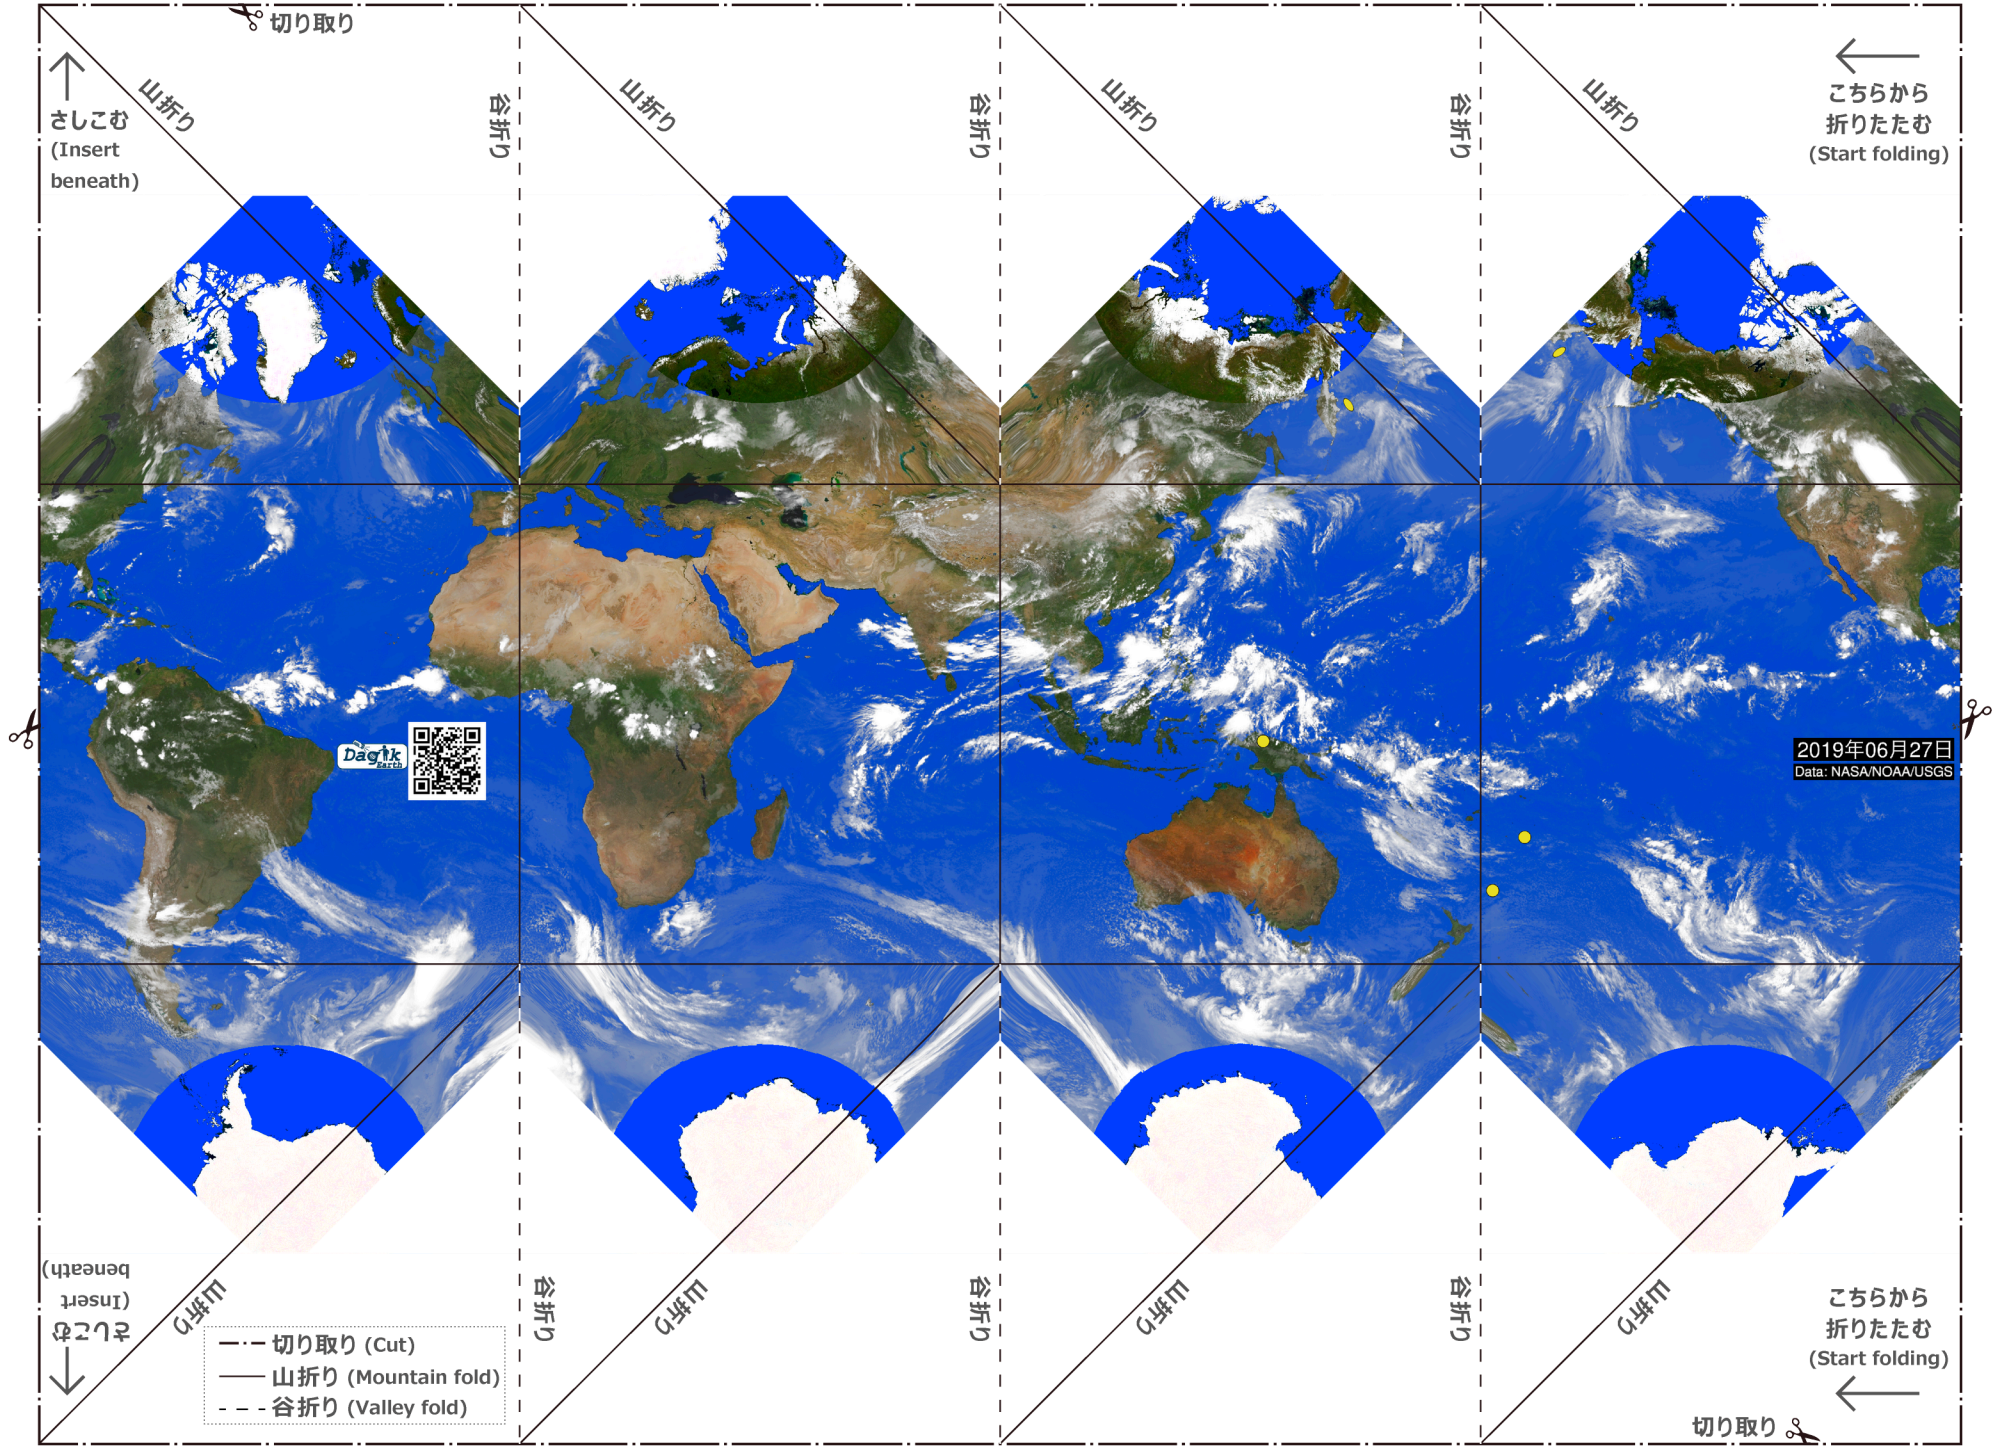 切り取り
さしこむ
(Insert
beneath)
山折り
谷折り
山折り
谷折り
山折り
谷折り
山折り
こちらから
折りたたむ
(Start folding)
Dagik
Earth
2019年06月27日
Data: NASA/NOAA/USGS
さしこむ
(Insert
beneath)
山折り
谷折り
山折り
谷折り
山折り
谷折り
山折り
こちらから
折りたたむ
(Start folding)
切り取り (Cut)
山折り (Mountain fold)
谷折り (Valley fold)
切り取り